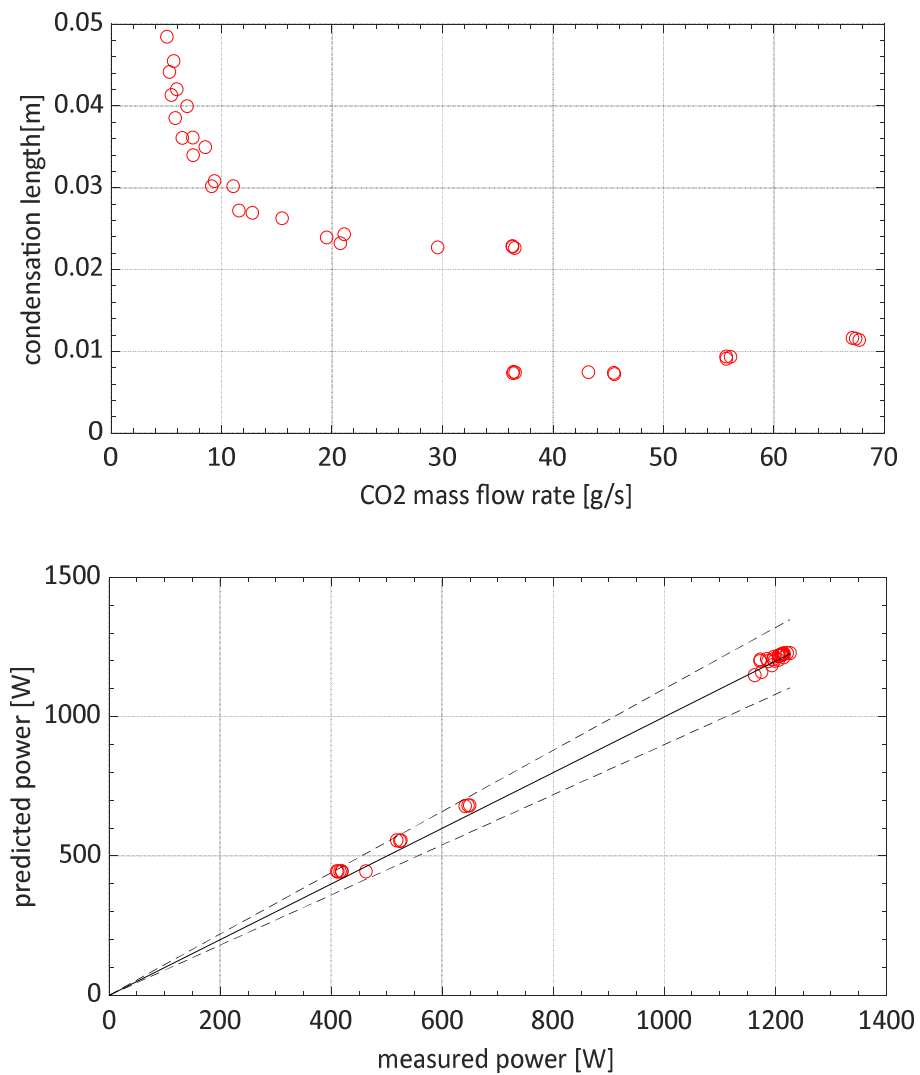 0.05
0.04
0.03
0.02
0.01
0
condensation length[m]
0 10 20 30 40 50 60 70
CO2 mass flow rate [g/s]
1500
1000
500
0
predicted power [W]
0 200 400 600 800 1000 1200 1400
measured power [W]